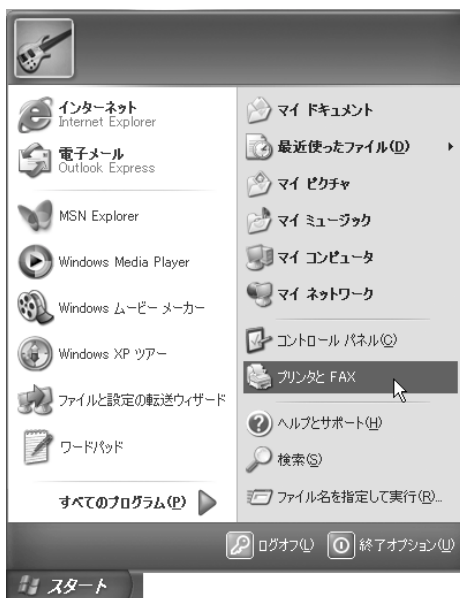 インターネット
Internet Explorer
電子メール
Outlook Express
MSN Explorer
Windows Media Player
Windows ムービー メーカー
Windows XP ツアー
ファイルと設定の転送ウィザード
ワードパッド
すべてのプログラム(P)
マイ ドキュメント
最近使ったファイル(D)
マイ ピクチャ
マイ ミュージック
マイ コンピュータ
マイ ネットワーク
コントロール パネル(C)
プリンタと FAX
ヘルプとサポート(H)
検索(S)
ファイル名を指定して実行(R)...
ログオフ(L)
終了オプション(U)
スタート